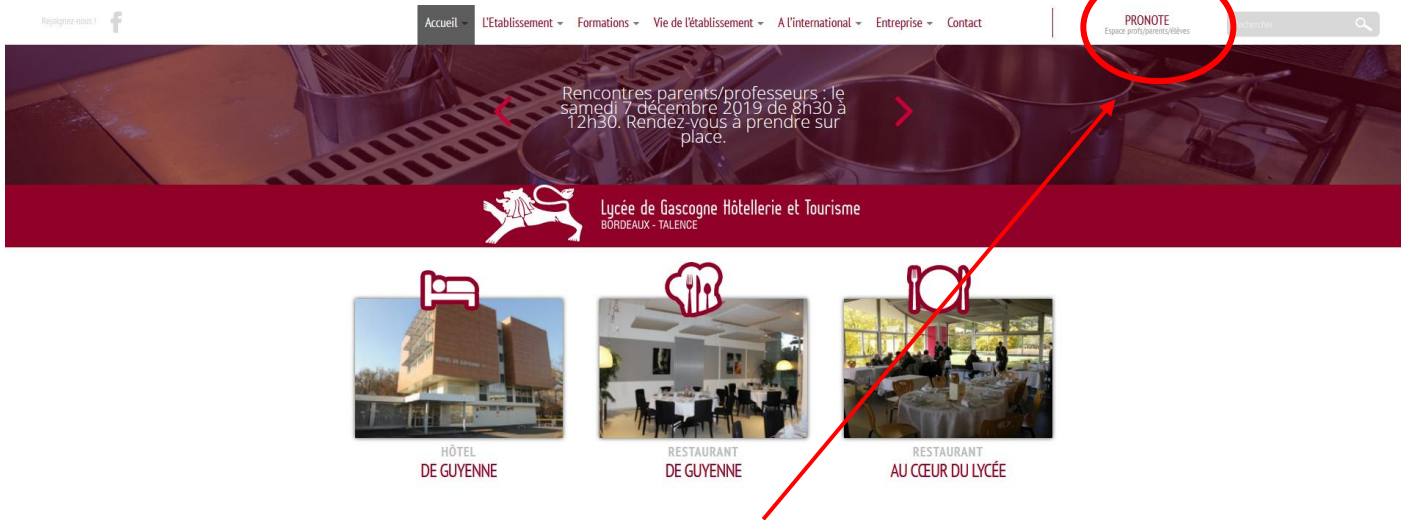 Rejoignez-nous !
Accueil
L'Etablissement
Formations
Vie de l'établissement
A l'international
Entreprise
Contact
PRONOTE
Espace profs/parents/élèves
Rechercher
Rencontres parents/professeurs : le
samedi 7 décembre 2019 de 8h30 à
12h30. Rendez-vous à prendre sur
place.
Lycée de Gascogne Hôtellerie et Tourisme
BORDEAUX - TALENCE
HÔTEL
DE GUYENNE
RESTAURANT
DE GUYENNE
RESTAURANT
AU CŒUR DU LYCÉE